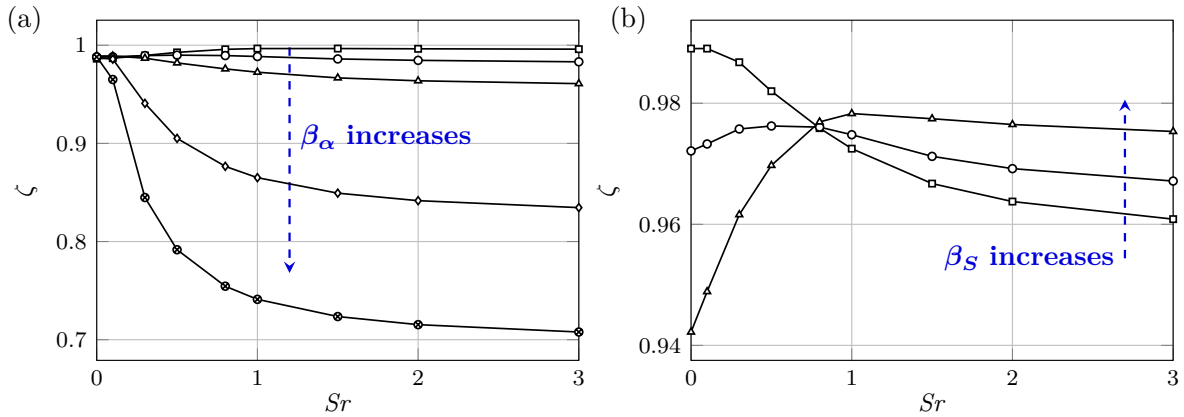 (a)
1
0.9
0.8
0.7
ζ
0
1
2
3
Sr
β_α increases
(b)
0.98
0.96
0.94
ζ
0
1
2
3
Sr
β_S increases